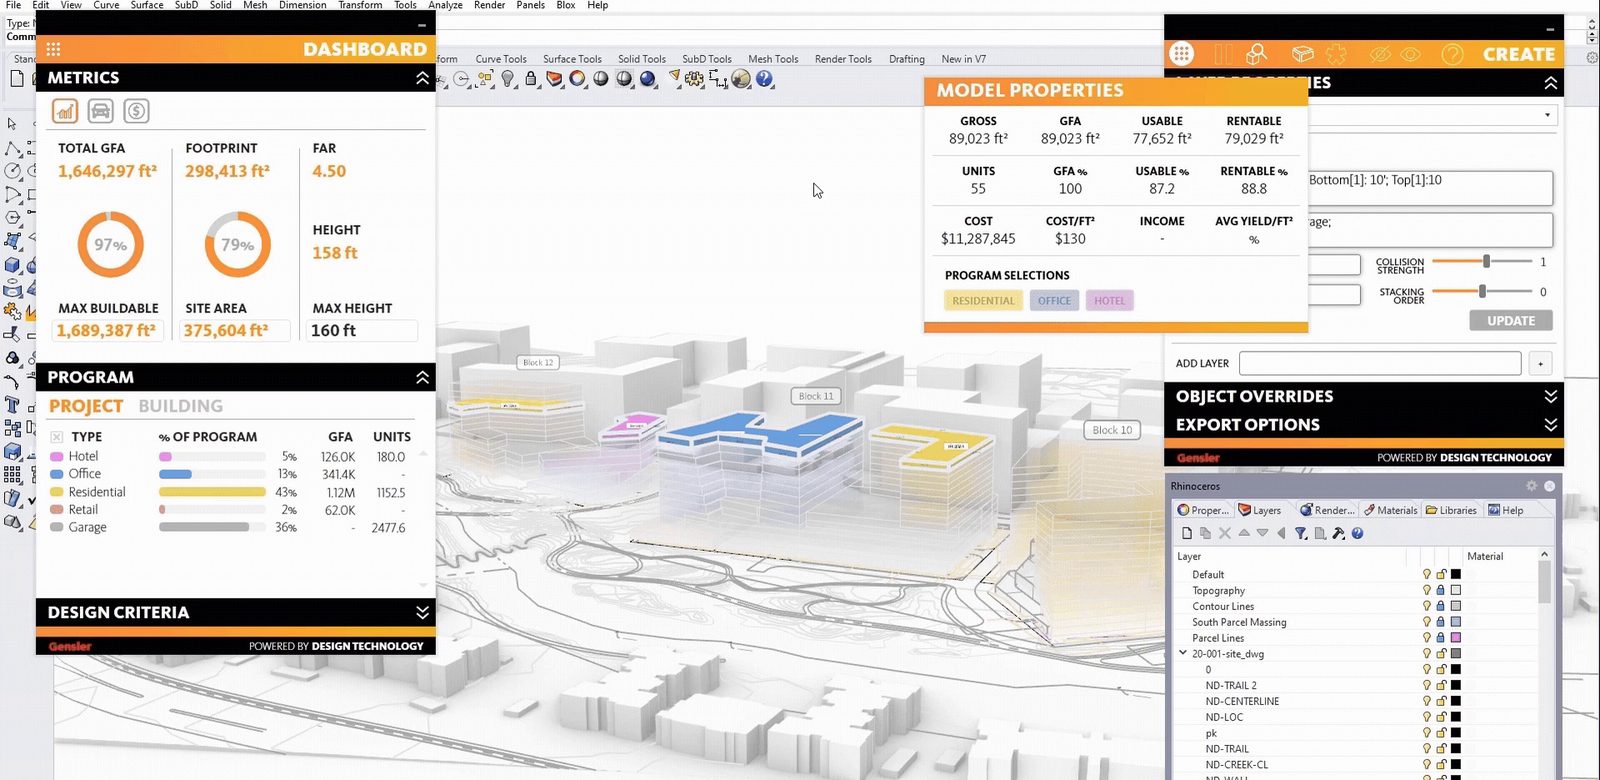 File Edit View Curve Surface SubD Solid Mesh Dimension Transform Tools Analyze Render Panels Blox Help
Type:
Comm
Stand
form Curve Tools Surface Tools Solid Tools SubD Tools Mesh Tools Render Tools Drafting New in V7
DASHBOARD
METRICS
TOTAL GFA FOOTPRINT FAR
1,646,297 ft² 298,413 ft² 4.50
97% 79%
HEIGHT
158 ft
MAX BUILDABLE SITE AREA MAX HEIGHT
1,689,387 ft² 375,604 ft² 160 ft
PROGRAM
PROJECT BUILDING
TYPE % OF PROGRAM GFA UNITS
Hotel 5% 126.0K 180.0
Office 13% 341.4K -
Residential 43% 1.12M 1152.5
Retail 2% 62.0K -
Garage 36% - 2477.6
DESIGN CRITERIA
Gensler POWERED BY DESIGN TECHNOLOGY
Block 12
Block 11
Block 10
MODEL PROPERTIES
GROSS GFA USABLE RENTABLE
89,023 ft² 89,023 ft² 77,652 ft² 79,029 ft²
UNITS GFA % USABLE % RENTABLE %
55 100 87.2 88.8
COST COST/FT² INCOME AVG YIELD/FT²
$11,287,845 $130 - %
PROGRAM SELECTIONS
RESIDENTIAL OFFICE HOTEL
CREATE
IES
Bottom[1]: 10'; Top[1]:10
age;
COLLISION
STRENGTH
1
STACKING
ORDER
0
UPDATE
ADD LAYER +
OBJECT OVERRIDES
EXPORT OPTIONS
Gensler POWERED BY DESIGN TECHNOLOGY
Rhinoceros
Proper... Layers Render... Materials Libraries Help
Layer Material
Default
Topography
Contour Lines
South Parcel Massing
Parcel Lines
20-001-site_dwg
0
ND-TRAIL 2
ND-CENTERLINE
ND-LOC
pk
ND-TRAIL
ND-CREEK-CL